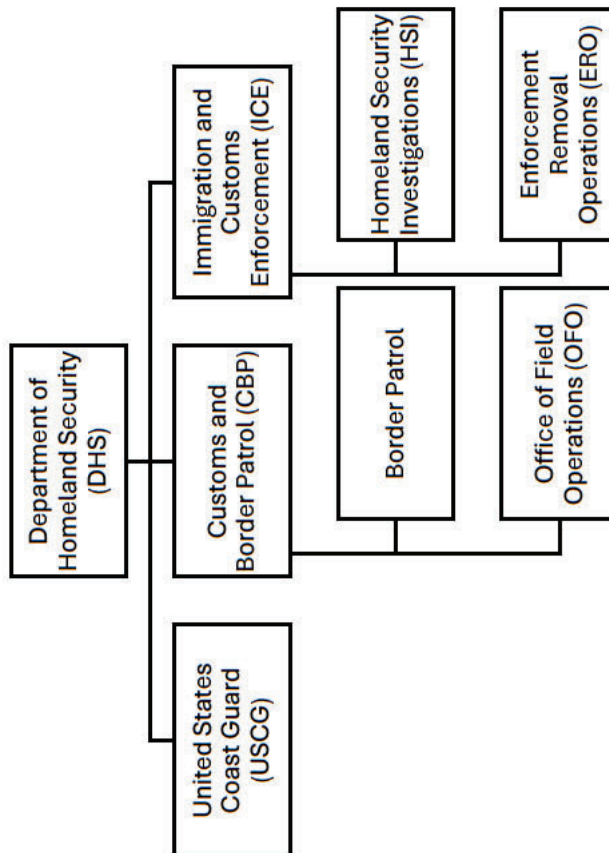 Department of
Homeland Security
(DHS)
United States
Coast Guard
(USCG)
Customs and
Border Patrol (CBP)
Immigration and
Customs
Enforcement (ICE)
Border Patrol
Homeland Security
Investigations (HSI)
Office of Field
Operations (OFO)
Enforcement
Removal
Operations (ERO)